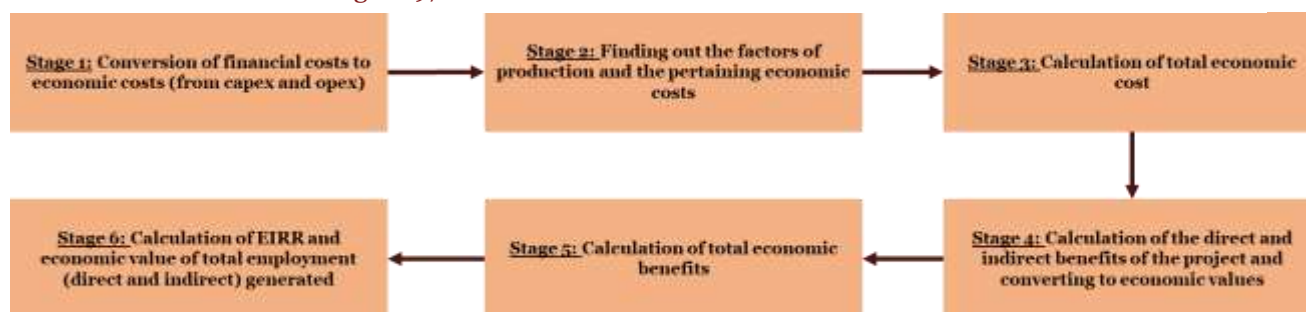 Stage 1: Conversion of financial costs to
economic costs (from capex and opex)
Stage 2: Finding out the factors of
production and the pertaining economic
costs
Stage 3: Calculation of total economic
cost
Stage 4: Calculation of the direct and
indirect benefits of the project and
converting to economic values
Stage 5: Calculation of total economic
benefits
Stage 6: Calculation of EIRR and
economic value of total employment
(direct and indirect) generated